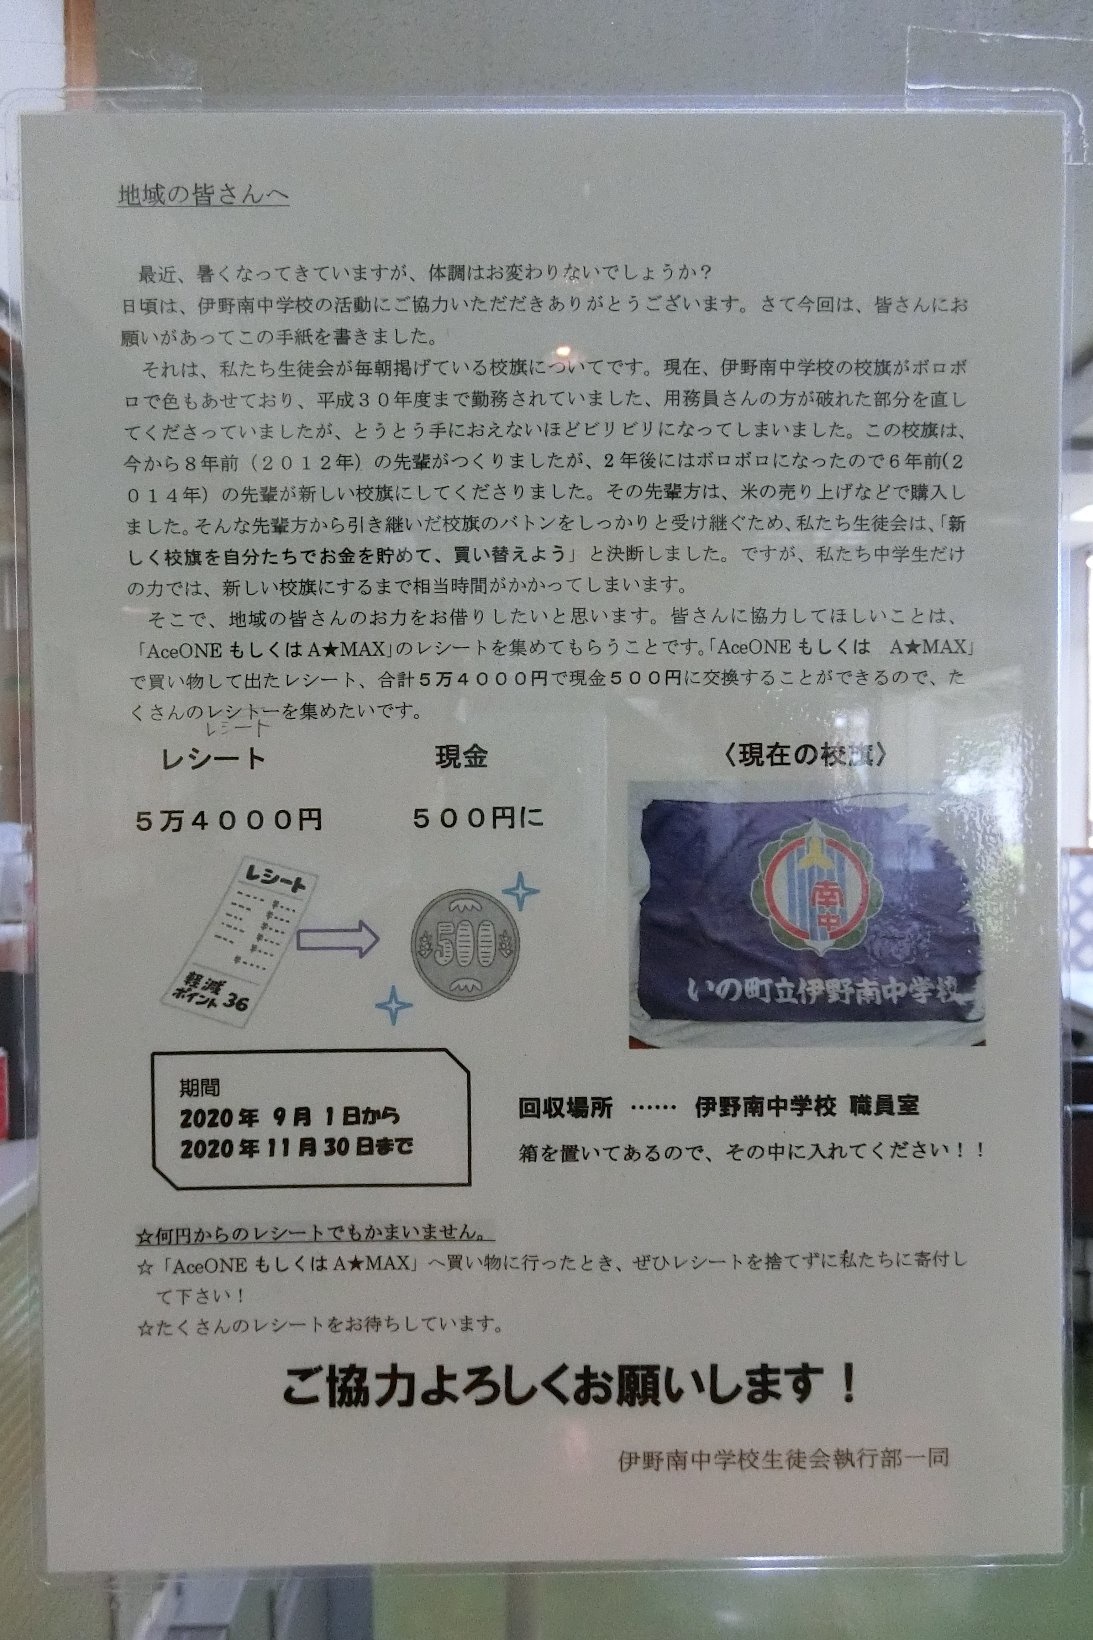 地域の皆さんへ
最近、暑くなってきていますが、体調はお変わりないでしょうか？
日頃は、伊野南中学校の活動にご協力いただだきありがとうございます。さて今回は、皆さんにお
願いがあってこの手紙を書きました。
それは、私たち生徒会が毎朝掲げている校旗についてです。現在、伊野南中学校の校旗がボロボ
ロで色もあせており、平成３０年度まで勤務されていました、用務員さんの方が破れた部分を直し
てくださっていましたが、とうとう手におえないほどビリビリになってしまいました。この校旗は、
今から８年前（２０１２年）の先輩がつくりましたが、２年後にはボロボロになったので６年前(２
０１４年）の先輩が新しい校旗にしてくださりました。その先輩方は、米の売り上げなどで購入し
ました。そんな先輩方から引き継いだ校旗のバトンをしっかりと受け継ぐため、私たち生徒会は、「新
しく校旗を自分たちでお金を貯めて、買い替えよう」と決断しました。ですが、私たち中学生だけ
の力では、新しい校旗にするまで相当時間がかかってしまいます。
そこで、地域の皆さんのお力をお借りしたいと思います。皆さんに協力してほしいことは、
「AceONE もしくは A★MAX」のレシートを集めてもらうことです。「AceONE もしくは　A★MAX」
で買い物して出たレシート、合計５万４０００円で現金５００円に交換することができるので、た
くさんのレシトーを集めたいです。
レシート
レシート　現金　〈現在の校旗〉
５万４０００円　５００円に
レシート
軽減
ポイント 36
500
南
中
いの町立伊野南中学校
期間
2020 年 9 月 1 日から
2020 年 11 月 30 日まで
回収場所 …… 伊野南中学校 職員室
箱を置いてあるので、その中に入れてください！！
☆何円からのレシートでもかまいません。
☆「AceONE もしくは A★MAX」へ買い物に行ったとき、ぜひレシートを捨てずに私たちに寄付し
て下さい！
☆たくさんのレシートをお待ちしています。
ご協力よろしくお願いします！
伊野南中学校生徒会執行部一同